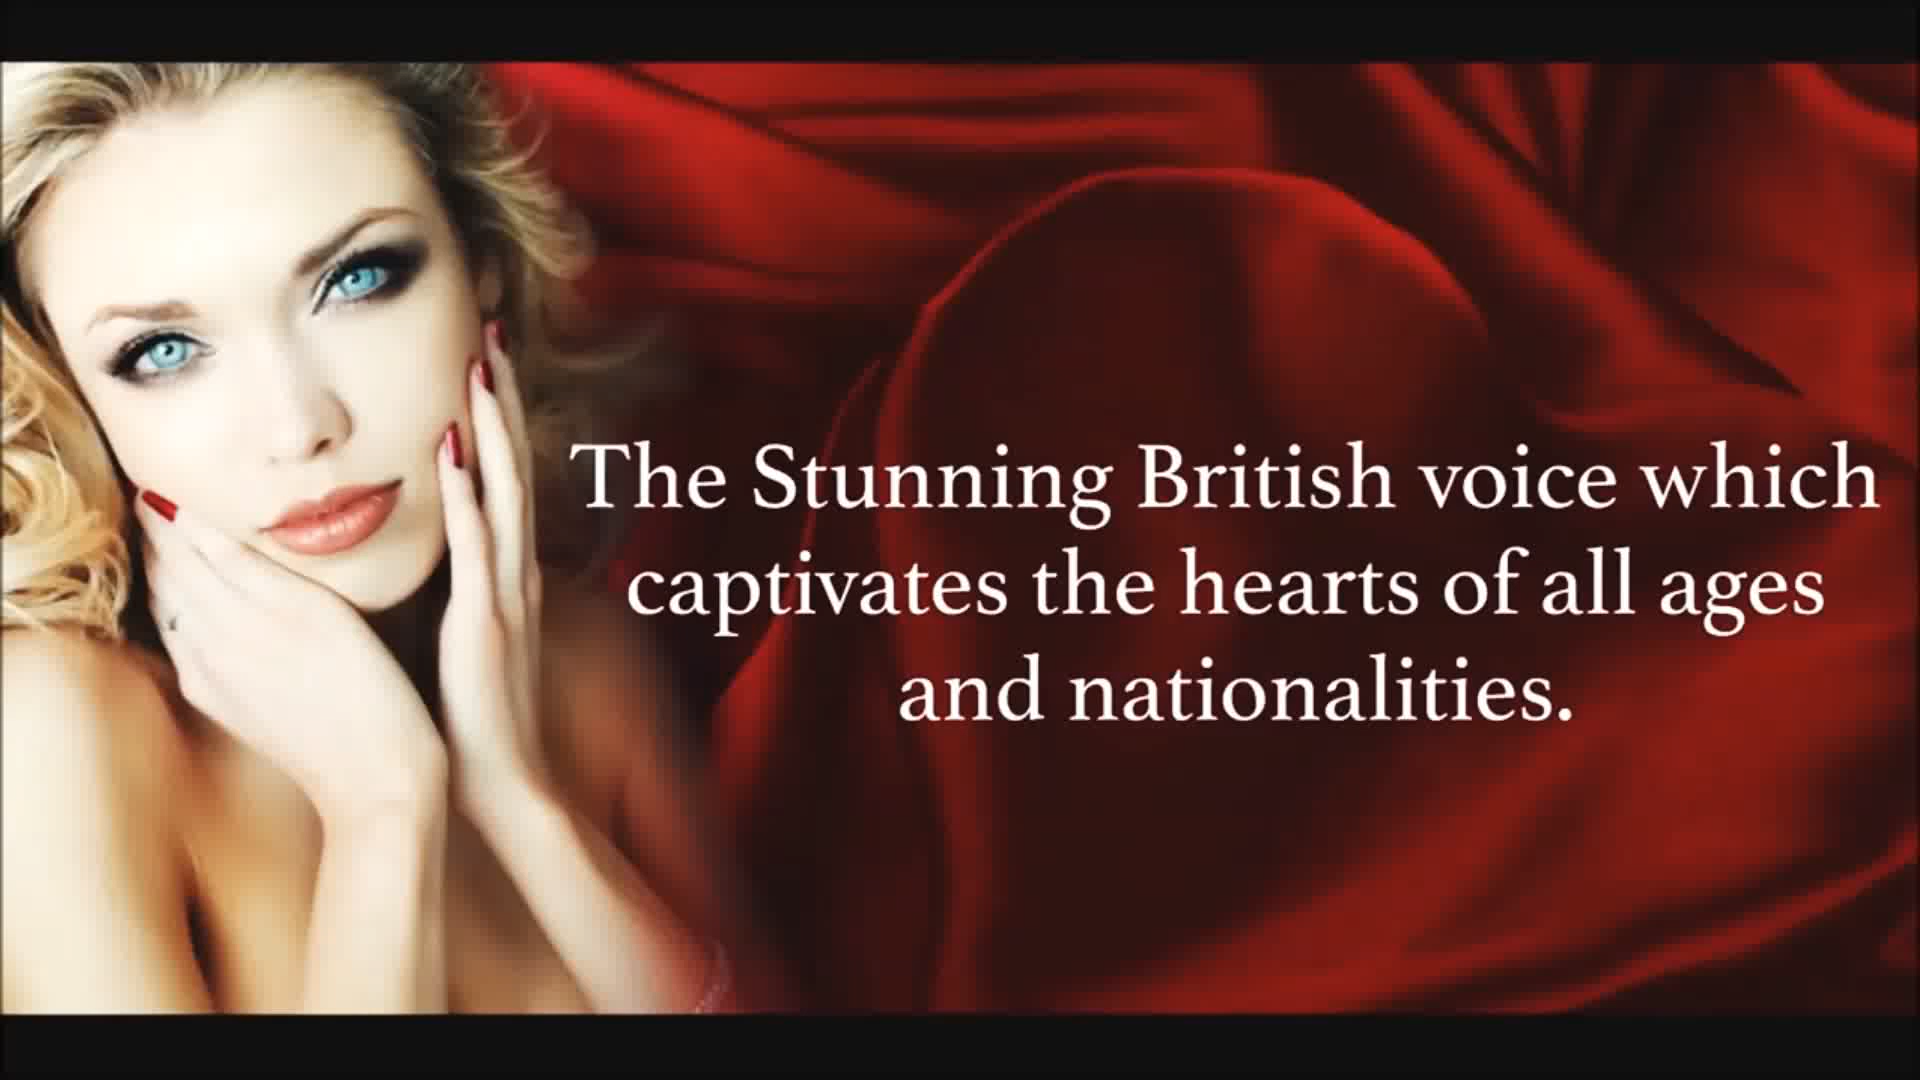 The Stunning British voice which
captivates the hearts of all ages
and nationalities.